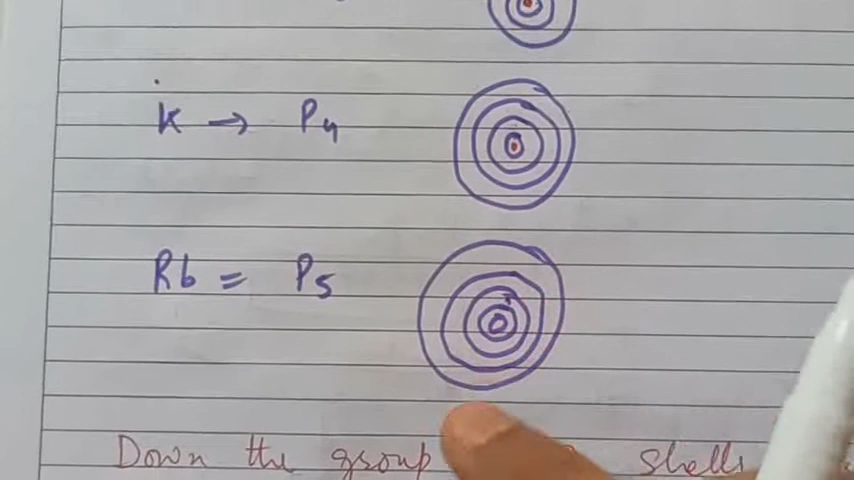 K → P4
Rb = P5
Down the group shells